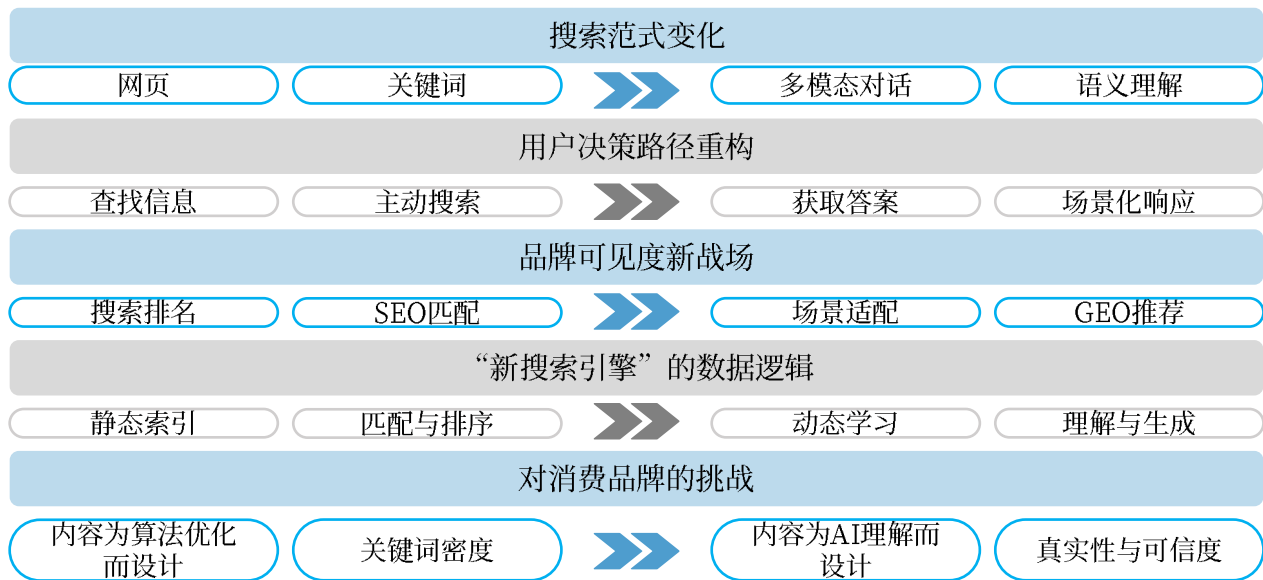 搜索范式变化
网页
关键词
多模态对话
语义理解
用户决策路径重构
查找信息
主动搜索
获取答案
场景化响应
品牌可见度新战场
搜索排名
SEO匹配
场景适配
GEO推荐
“新搜索引擎”的数据逻辑
静态索引
匹配与排序
动态学习
理解与生成
对消费品牌的挑战
内容为算法优化
而设计
关键词密度
内容为AI理解而
设计
真实性与可信度